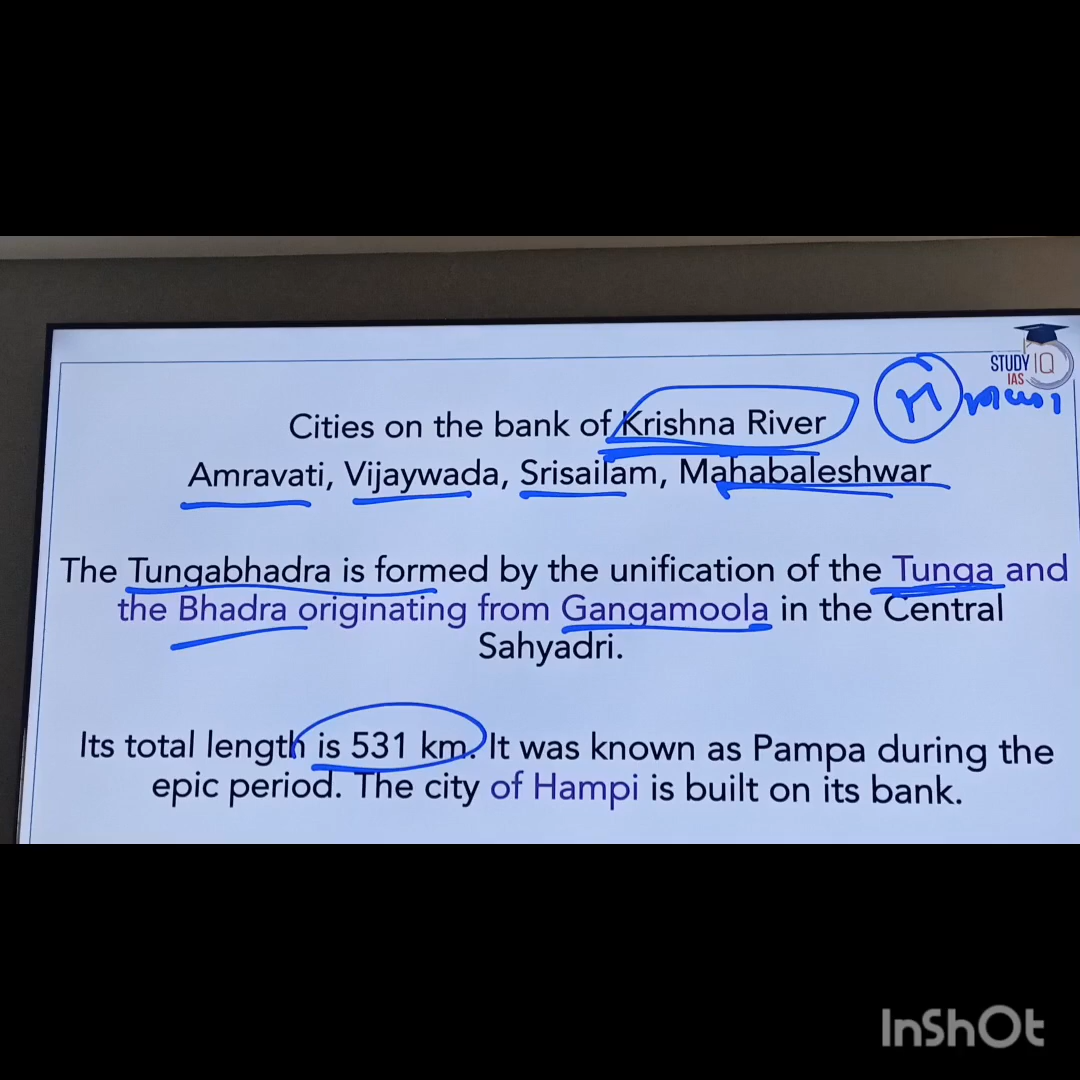 STUDY IQ
IAS
M
Cities on the bank of Krishna River
Amravati, Vijaywada, Srisailam, Mahabaleshwar
The Tungabhadra is formed by the unification of the Tunga and
the Bhadra originating from Gangamoola in the Central
Sahyadri.
Its total length is 531 km. It was known as Pampa during the
epic period. The city of Hampi is built on its bank.
InShOt